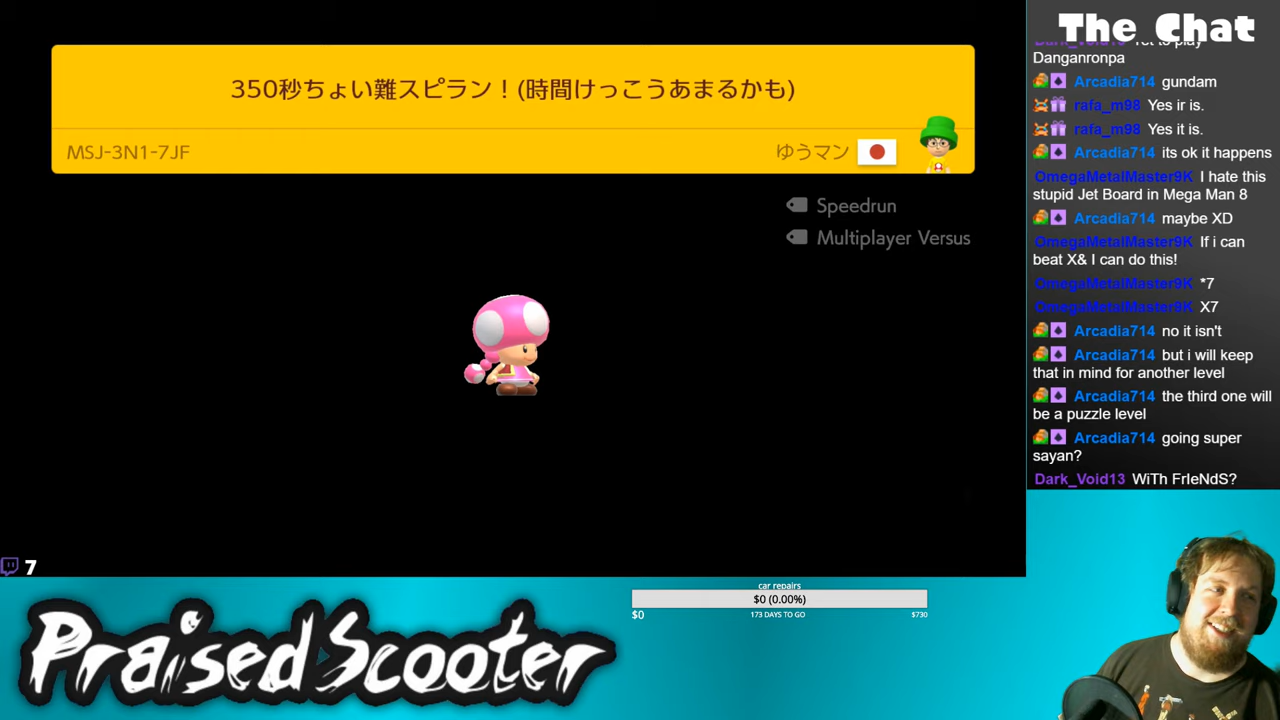 350秒ちょい難スピラン！(時間けっこうあまるかも)
MSJ-3N1-7JF
ゆうマン
Speedrun
Multiplayer Versus
The Chat
Danganronpa
Arcadia714 gundam
rafa_m98 Yes ir is.
rafa_m98 Yes it is.
Arcadia714 its ok it happens
OmegaMetalMaster9K I hate this
stupid Jet Board in Mega Man 8
Arcadia714 maybe XD
OmegaMetalMaster9K If i can
beat X& I can do this!
OmegaMetalMaster9K *7
OmegaMetalMaster9K X7
Arcadia714 no it isn't
Arcadia714 but i will keep
that in mind for another level
Arcadia714 the third one will
be a puzzle level
Arcadia714 going super
sayan?
Dark_Void13 WiTh FrIeNdS?
7
car repairs
$0 (0.00%)
$0 173 DAYS TO GO $730
PraisedScooter